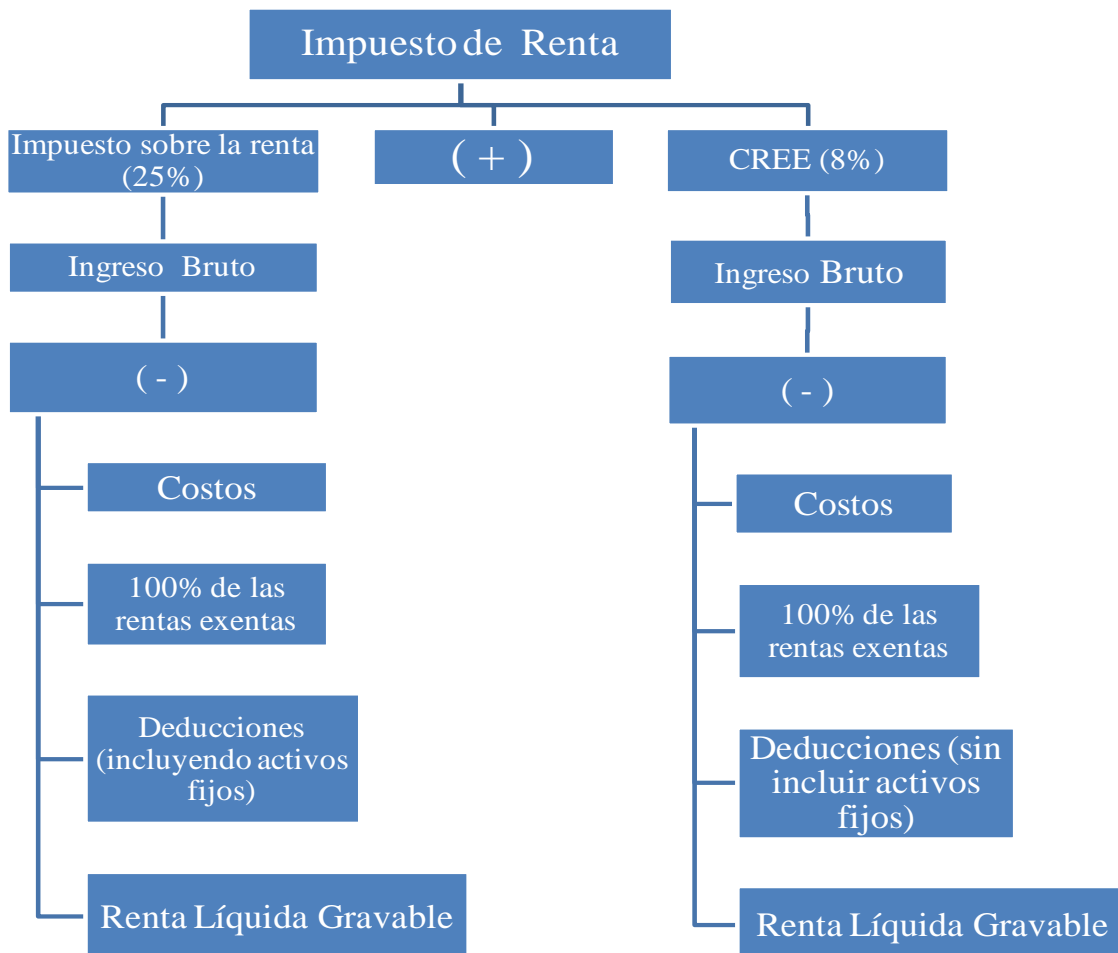 Impuesto de Renta
Impuesto sobre la renta
(25%)
Ingreso Bruto
( - )
Costos
100% de las
rentas exentas
Deducciones
(incluyendo activos
fijos)
Renta Líquida Gravable
( + )
CREE (8%)
Ingreso Bruto
( - )
Costos
100% de las
rentas exentas
Deducciones (sin
incluir activos
fijos)
Renta Líquida Gravable